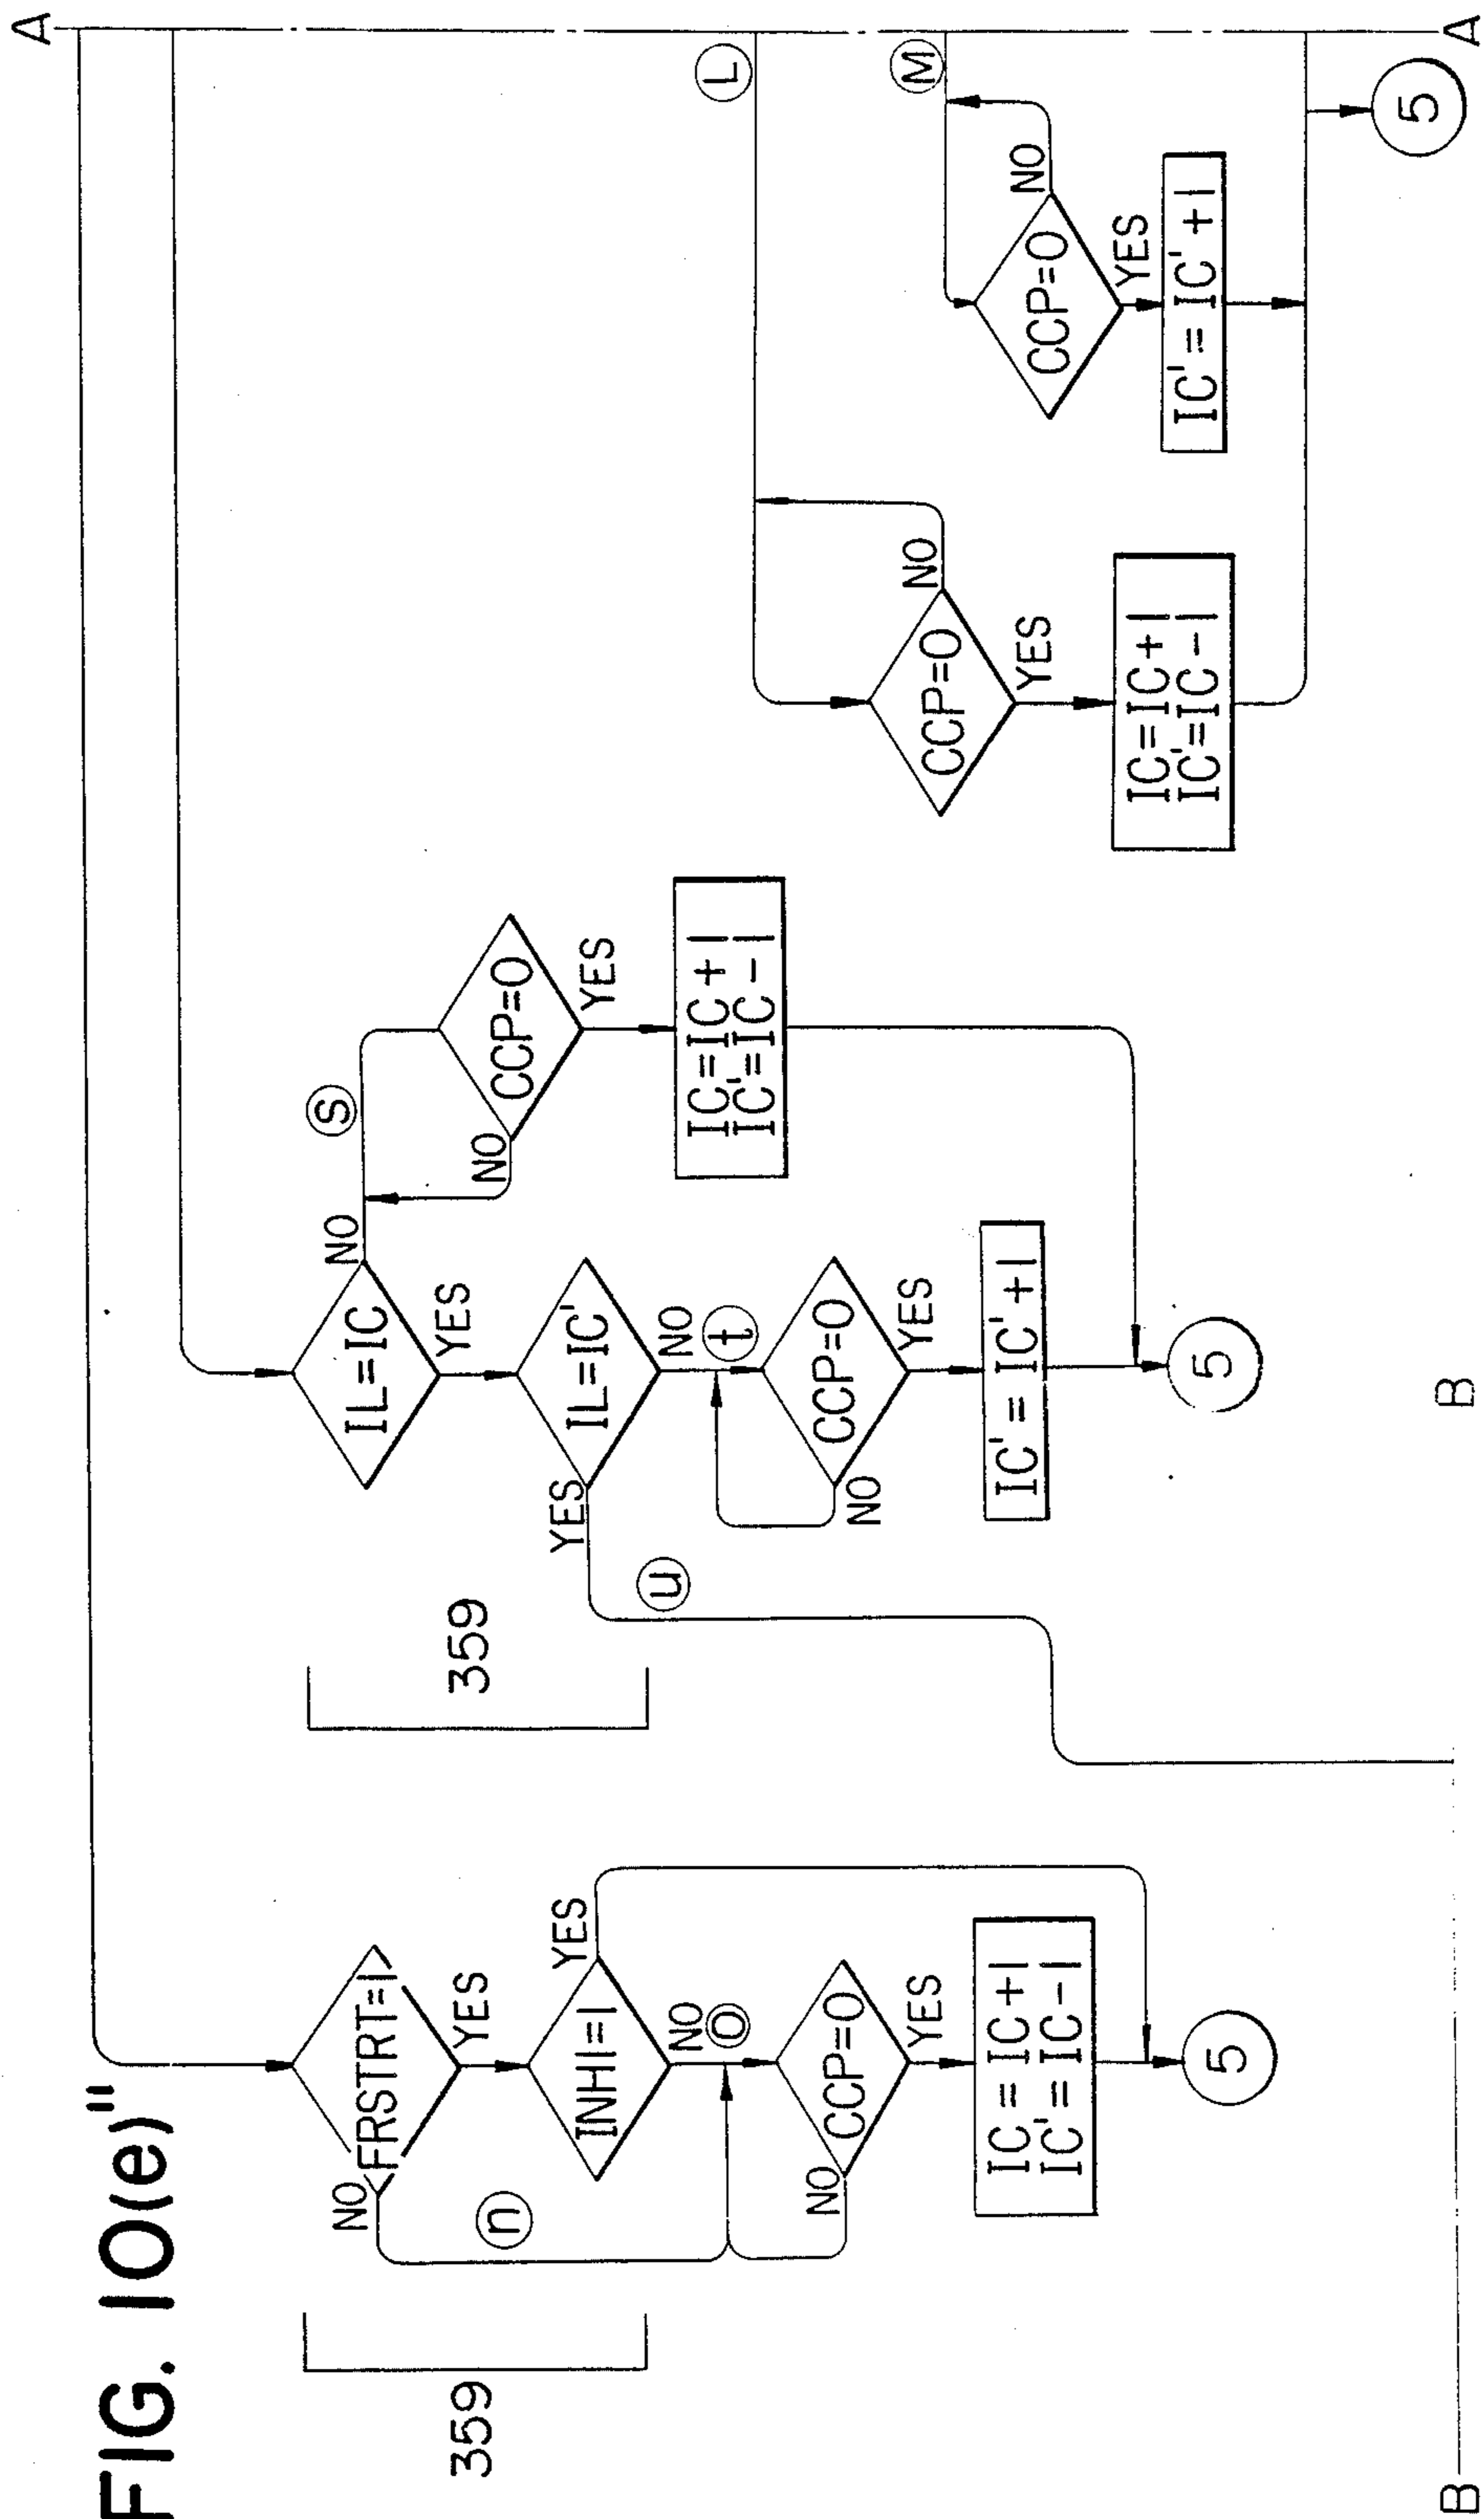 FIG. 10(e)"
A
359
FRSTRT=1
NO
YES
n
INHI=1
YES
NO
O
CCP=0
NO
YES
IC=IC+1
IC'=IC-1
5
359
IL=IC
NO
YES
S
CCP=0
NO
YES
IC=IC+1
IC'=IC-1
IL=IC'
YES
NO
u
t
CCP=0
NO
YES
IC'=IC'+1
5
L
CCP=0
NO
YES
IC=IC+1
IC'=IC-1
M
CCP=0
NO
YES
IC'=IC'+1
5
A
B
B